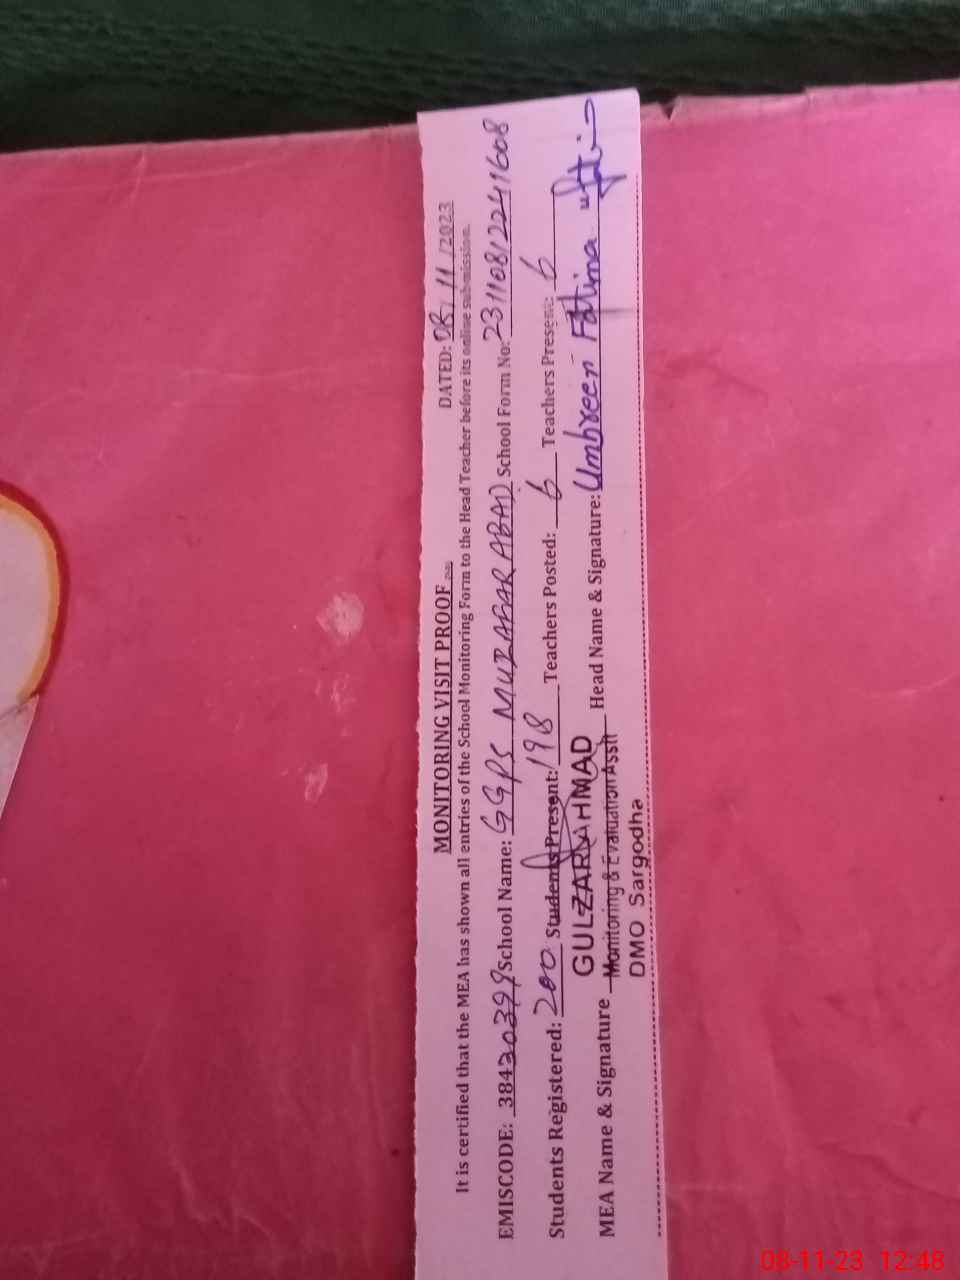 MONITORING VISIT PROOF DATED: 08/11/2023
It is certified that the MEA has shown all entries of the School Monitoring Form to the Head Teacher before its online submission.
EMISCODE: 38420399 School Name: GGPS MUBARAKABAD School Form No: 231108122241608
Students Registered: 200 Students Present: 198 Teachers Posted: 6 Teachers Present: 6
MEA Name & Signature GULZAR AHMAD Head Name & Signature: Umbreen Fatima
Monitoring & Evaluation Asstt
DMO Sargodha
08-11-23 12:48